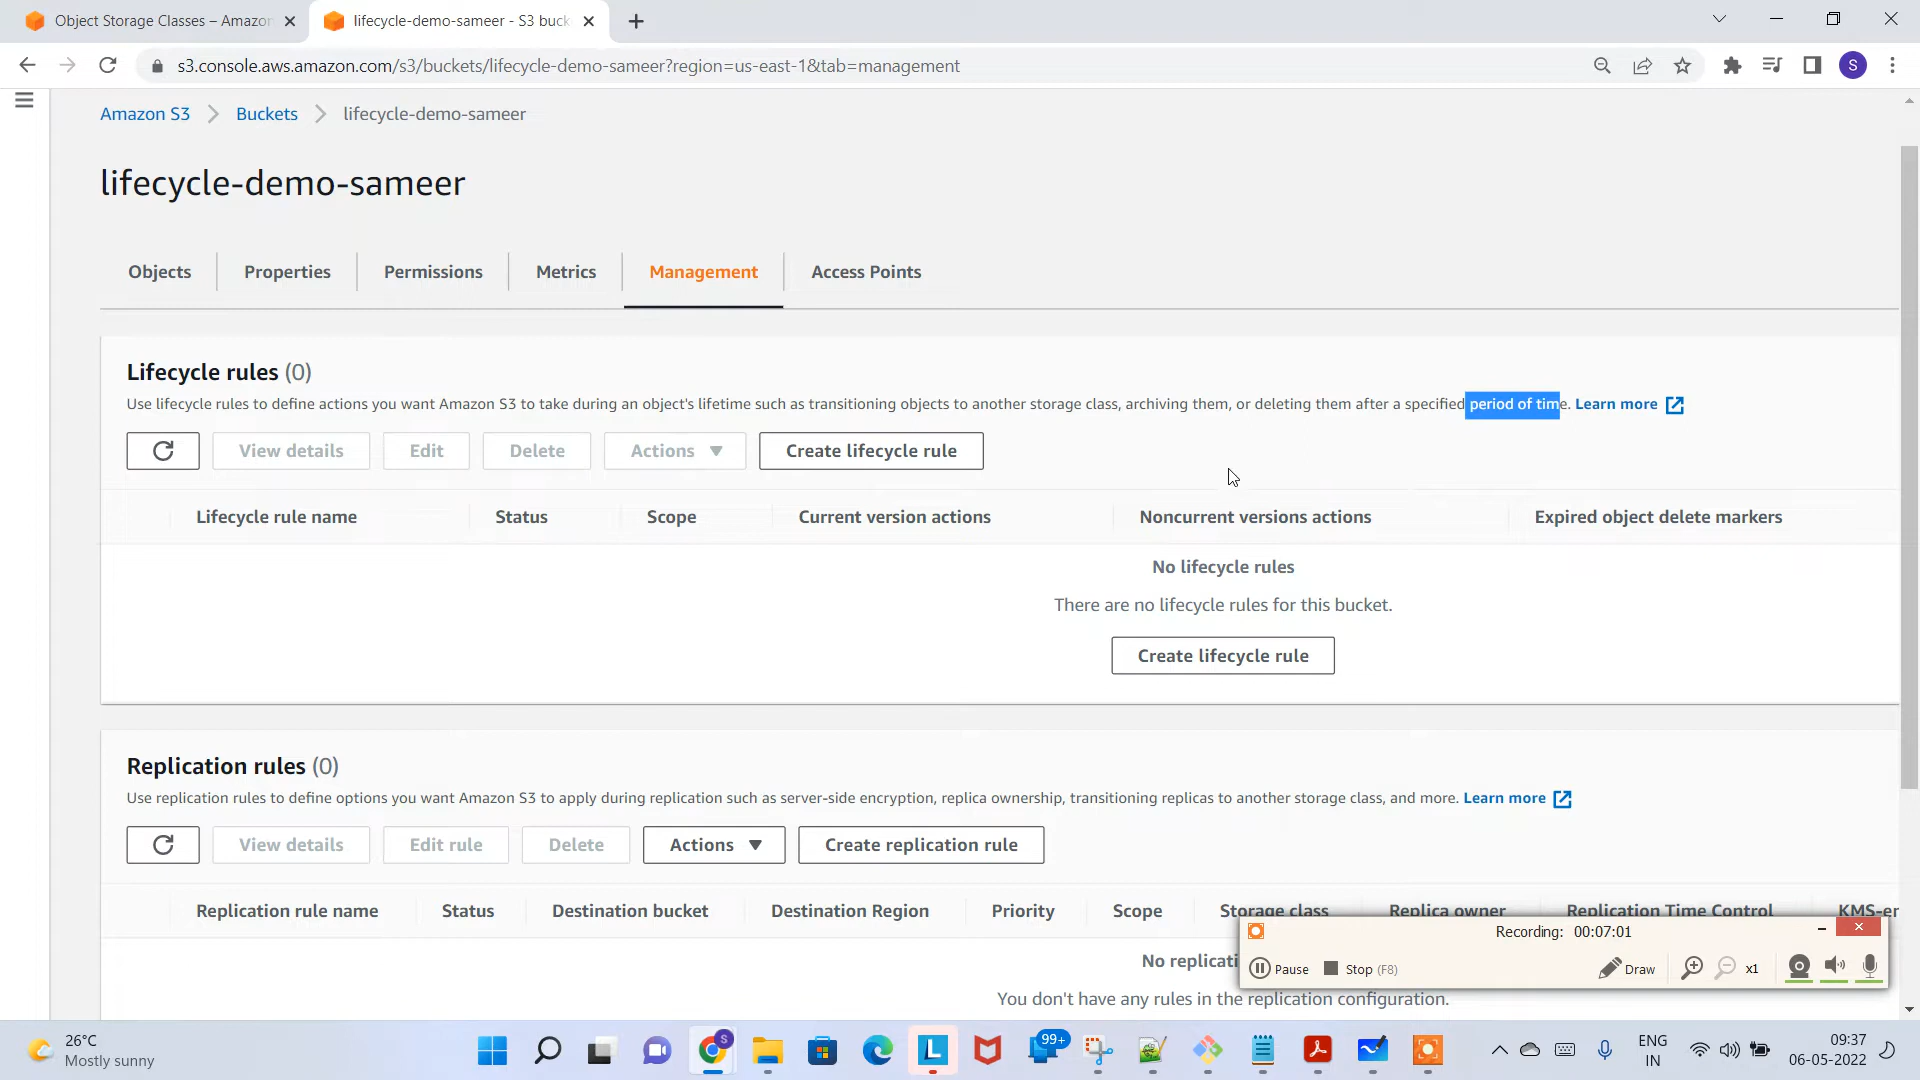 Object Storage Classes – Amazon
lifecycle-demo-sameer - S3 buck
s3.console.aws.amazon.com/s3/buckets/lifecycle-demo-sameer?region=us-east-1&tab=management
S
Amazon S3 > Buckets > lifecycle-demo-sameer
lifecycle-demo-sameer
Objects Properties Permissions Metrics Management Access Points
Lifecycle rules (0)
Use lifecycle rules to define actions you want Amazon S3 to take during an object's lifetime such as transitioning objects to another storage class, archiving them, or deleting them after a specified period of time. Learn more
View details Edit Delete Actions Create lifecycle rule
Lifecycle rule name Status Scope Current version actions Noncurrent versions actions Expired object delete markers
No lifecycle rules
There are no lifecycle rules for this bucket.
Create lifecycle rule
Replication rules (0)
Use replication rules to define options you want Amazon S3 to apply during replication such as server-side encryption, replica ownership, transitioning replicas to another storage class, and more. Learn more
View details Edit rule Delete Actions Create replication rule
Replication rule name Status Destination bucket Destination Region Priority Scope Storage class Replica owner Replication Time Control KMS-er
Recording: 00:07:01
No replicati
Pause Stop (F8) Draw x1
You don't have any rules in the replication configuration.
26°C
Mostly sunny
S
L
99+
ENG
IN
09:37
06-05-2022